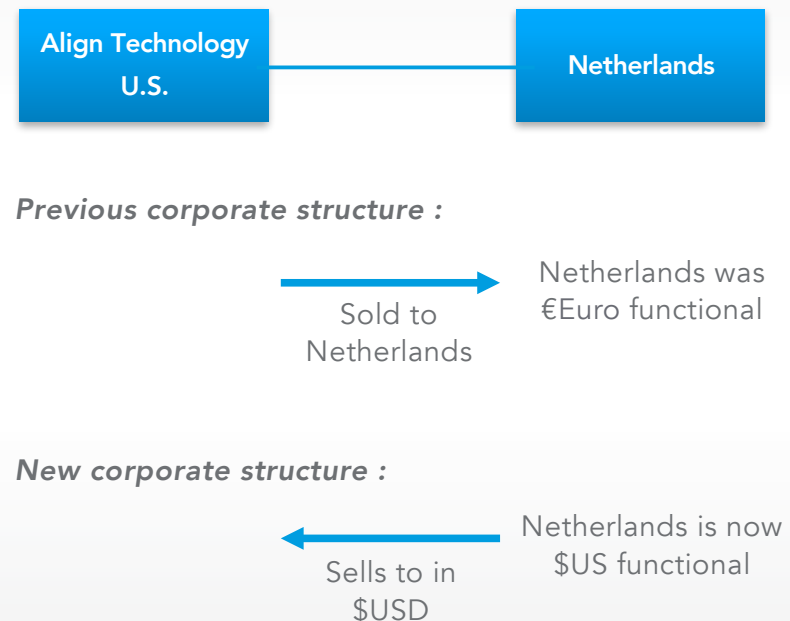 Align Technology
U.S.
Netherlands
Previous corporate structure :
Sold to
Netherlands
Netherlands was
€Euro functional
New corporate structure :
Sells to in
$USD
Netherlands is now
$US functional